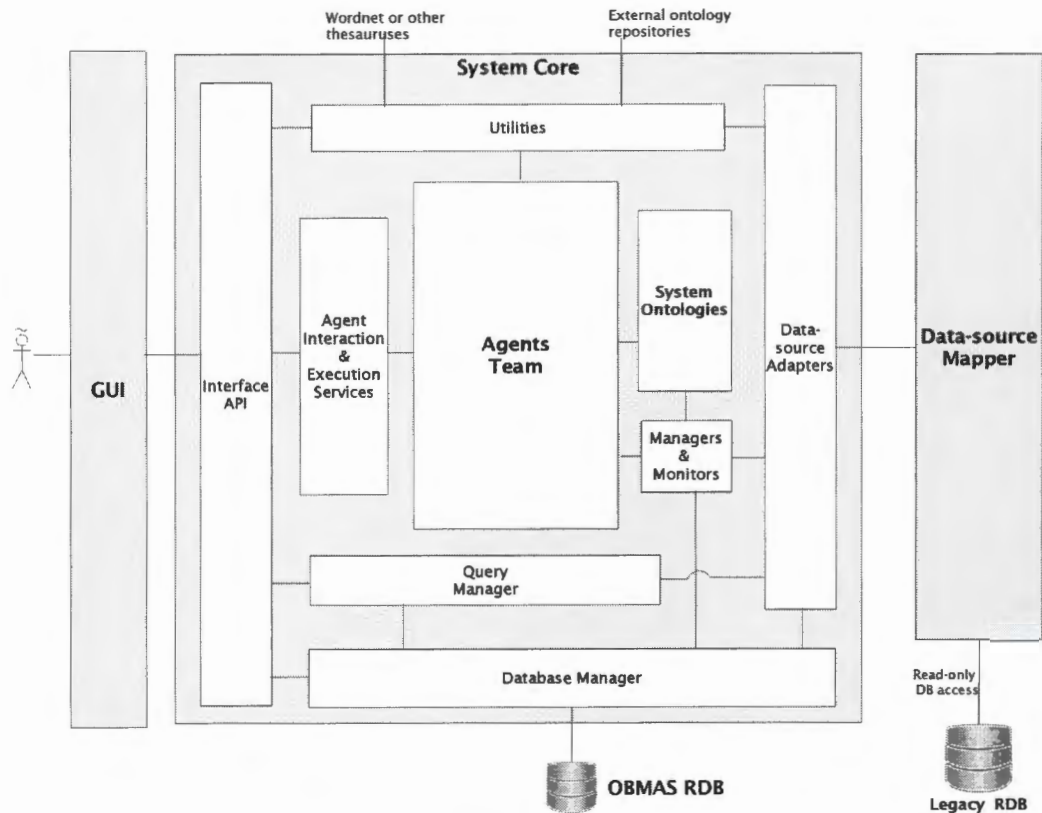 Wordnet or other
thesauruses
External ontology
repositories
System Core
Utilities
Agent
Interaction
&
Execution
Services
Agents
Team
System
Ontologies
Data-
source
Adapters
Data-source
Mapper
GUI
Interface
API
Managers
&
Monitors
Query
Manager
Database Manager
Read-only
DB access
OBMAS RDB
Legacy RDB